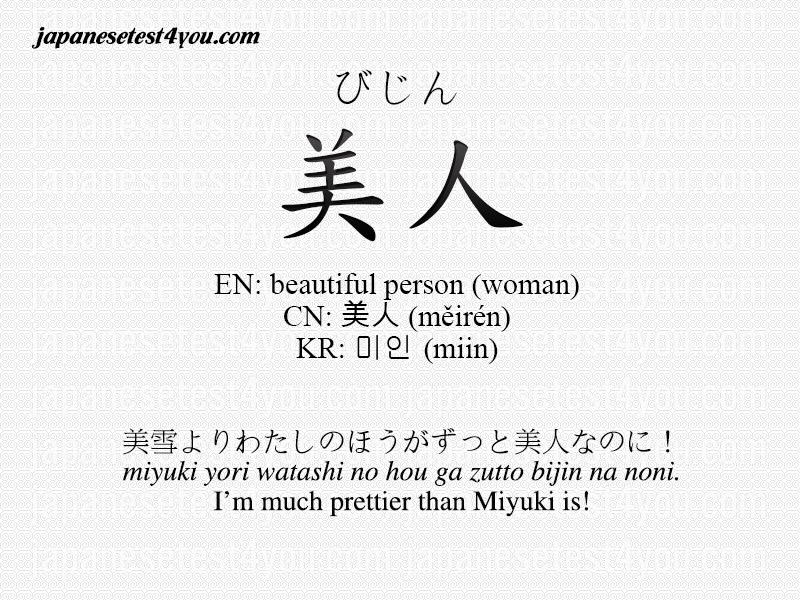 japanesetest4you.com
びじん
美人
EN: beautiful person (woman)
CN: 美人 (měirén)
KR: 미인 (miin)
美雪よりわたしのほうがずっと美人なのに！
miyuki yori watashi no hou ga zutto bijin na noni.
I’m much prettier than Miyuki is!